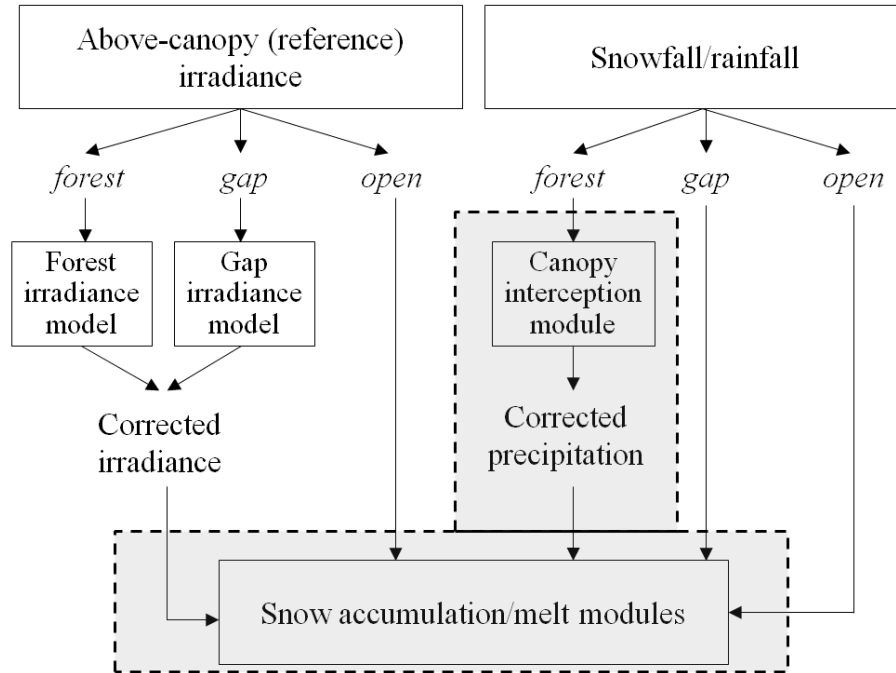 Above-canopy (reference)
irradiance
Snowfall/rainfall
forest
gap
open
forest
gap
open
Forest
irradiance
model
Gap
irradiance
model
Canopy
interception
module
Corrected
irradiance
Corrected
precipitation
Snow accumulation/melt modules